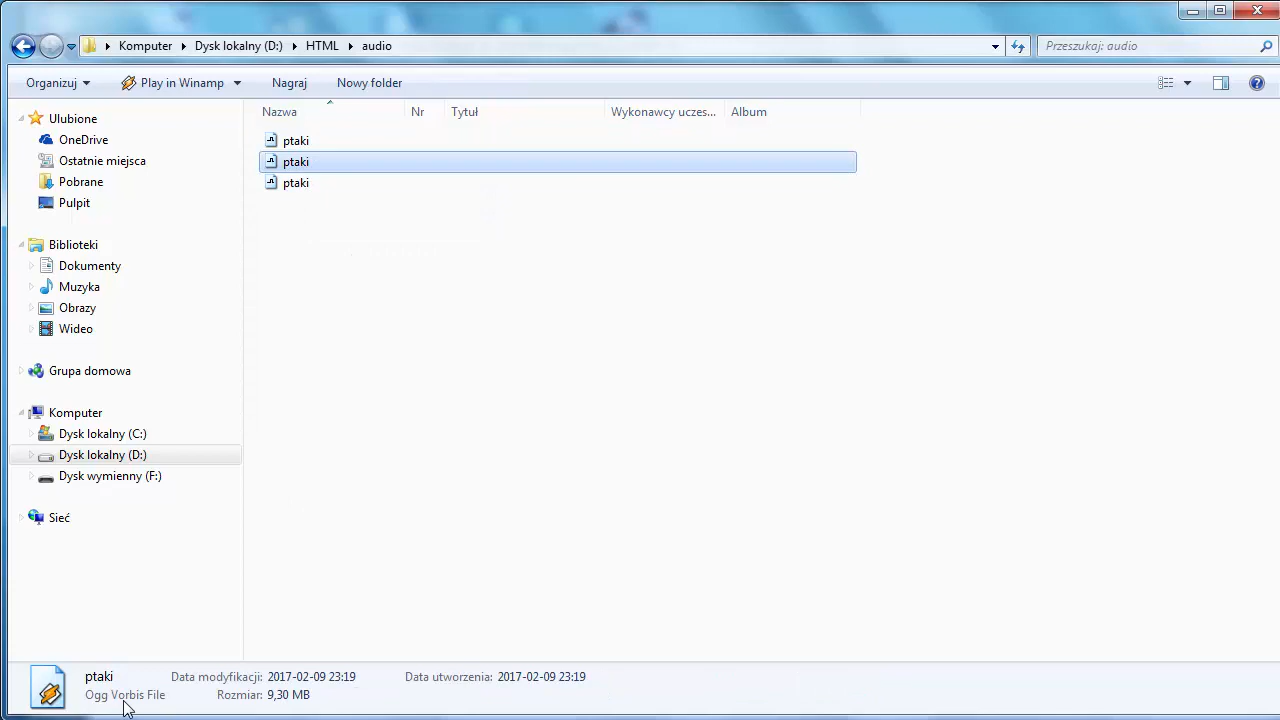 Komputer Dysk lokalny (D:) HTML audio
Przeszukaj: audio
Organizuj Play in Winamp Nagraj Nowy folder
Nazwa Nr Tytuł Wykonawcy uczes... Album
Ulubione
OneDrive
Ostatnie miejsca
Pobrane
Pulpit
Biblioteki
Dokumenty
Muzyka
Obrazy
Wideo
Grupa domowa
Komputer
Dysk lokalny (C:)
Dysk lokalny (D:)
Dysk wymienny (F:)
Sieć
ptaki
ptaki
ptaki
ptaki Data modyfikacji: 2017-02-09 23:19 Data utworzenia: 2017-02-09 23:19
Ogg Vorbis File Rozmiar: 9,30 MB